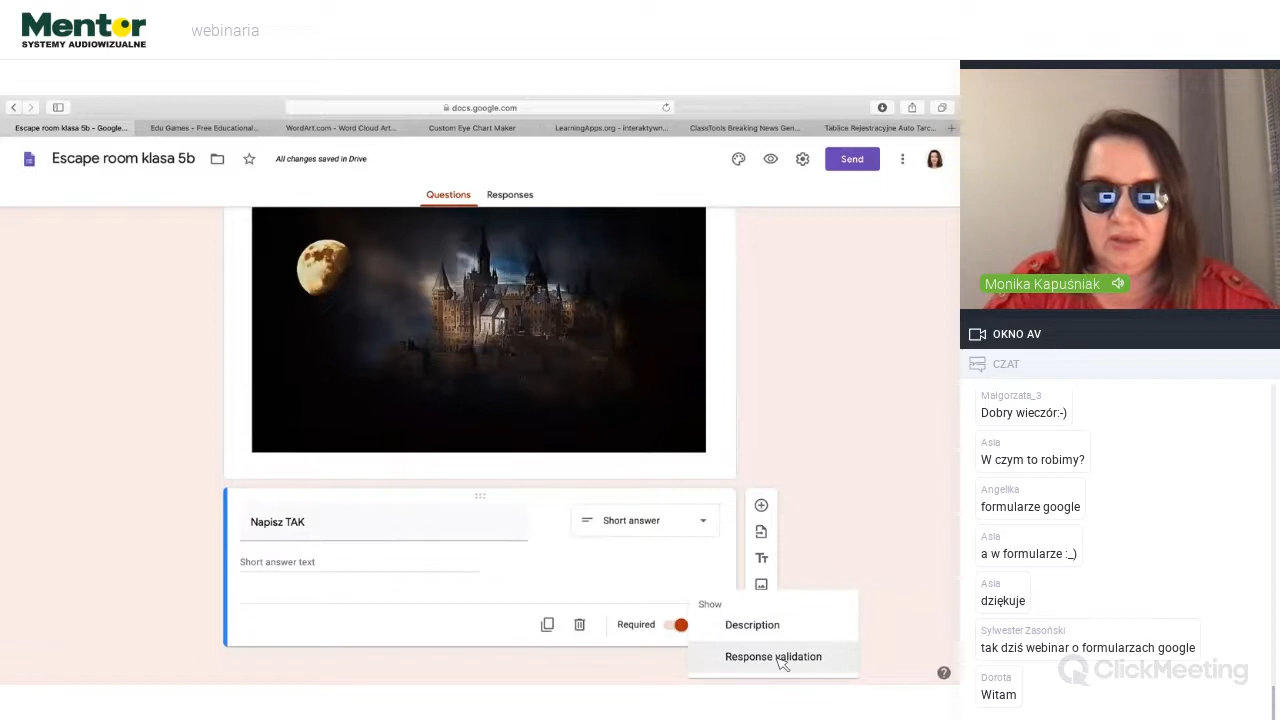 Mentor
SYSTEMY AUDIOWIZUALNE
webinaria
docs.google.com
Escape room klasa 5b - Google...
Edu Games - Free Educational...
WordArt.com - Word Cloud Art...
Custom Eye Chart Maker
LearningApps.org - interaktywn...
ClassTools Breaking News Gen...
Tablice Rejestracyjne Auto Tarc...
Escape room klasa 5b
All changes saved in Drive
Send
Questions
Responses
Napisz TAK
Short answer
Short answer text
Required
Show
Description
Response validation
Monika Kapuśniak
OKNO AV
CZAT
Małgorzata_3
Dobry wieczór:-)
Asia
W czym to robimy?
Angelika
formularze google
Asia
a w formularze :_)
Asia
dziękuje
Sylwester Zasoński
tak dziś webinar o formularzach google
Dorota
Witam
ClickMeeting